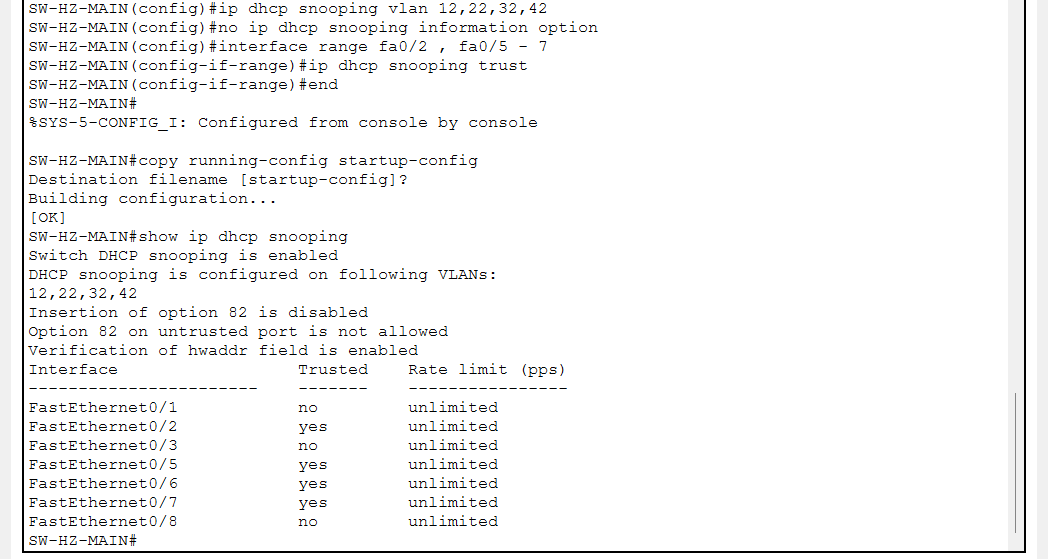 SW-HZ-MAIN(config)#ip dhcp snooping vlan 12,22,32,42
SW-HZ-MAIN(config)#no ip dhcp snooping information option
SW-HZ-MAIN(config)#interface range fa0/2 , fa0/5 - 7
SW-HZ-MAIN(config-if-range)#ip dhcp snooping trust
SW-HZ-MAIN(config-if-range)#end
SW-HZ-MAIN#
%SYS-5-CONFIG_I: Configured from console by console
SW-HZ-MAIN#copy running-config startup-config
Destination filename [startup-config]?
Building configuration...
[OK]
SW-HZ-MAIN#show ip dhcp snooping
Switch DHCP snooping is enabled
DHCP snooping is configured on following VLANs:
12,22,32,42
Insertion of option 82 is disabled
Option 82 on untrusted port is not allowed
Verification of hwaddr field is enabled
Interface Trusted Rate limit (pps)
----------------------- ------- ----------------
FastEthernet0/1 no unlimited
FastEthernet0/2 yes unlimited
FastEthernet0/3 no unlimited
FastEthernet0/5 yes unlimited
FastEthernet0/6 yes unlimited
FastEthernet0/7 yes unlimited
FastEthernet0/8 no unlimited
SW-HZ-MAIN#